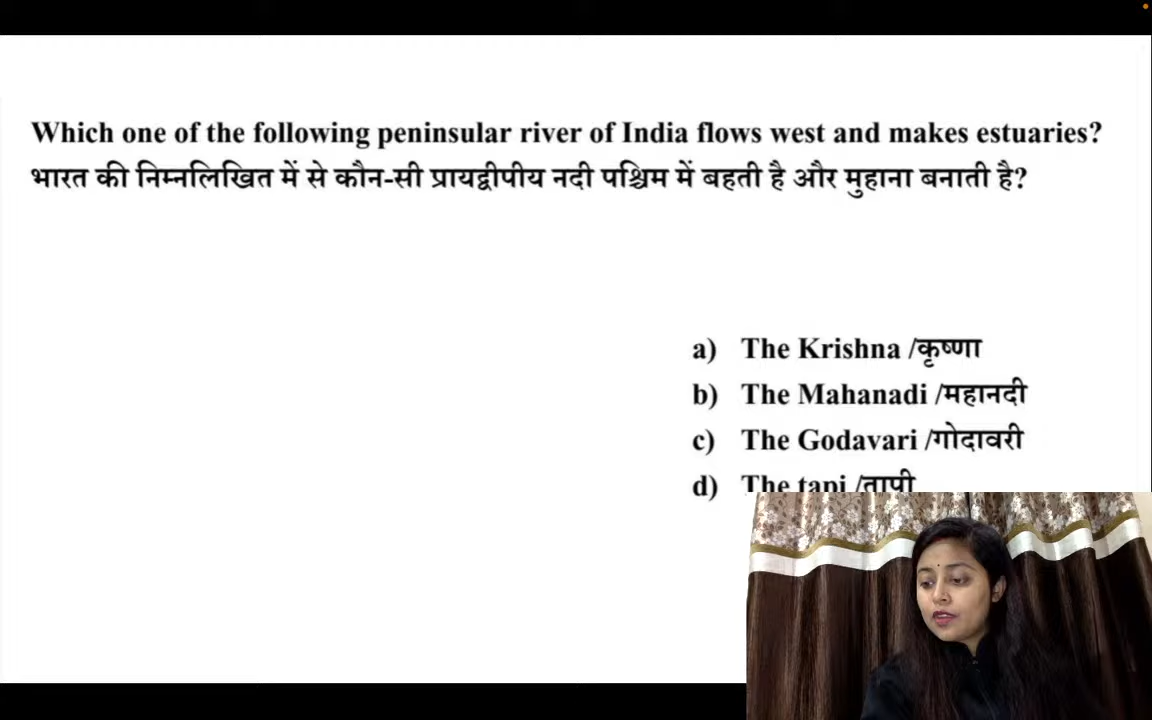 Which one of the following peninsular river of India flows west and makes estuaries?
भारत की निम्नलिखित में से कौन-सी प्रायद्वीपीय नदी पश्चिम में बहती है और मुहाना बनाती है?
a) The Krishna /कृष्णा
b) The Mahanadi /महानदी
c) The Godavari /गोदावरी
d) The tapi /तापी